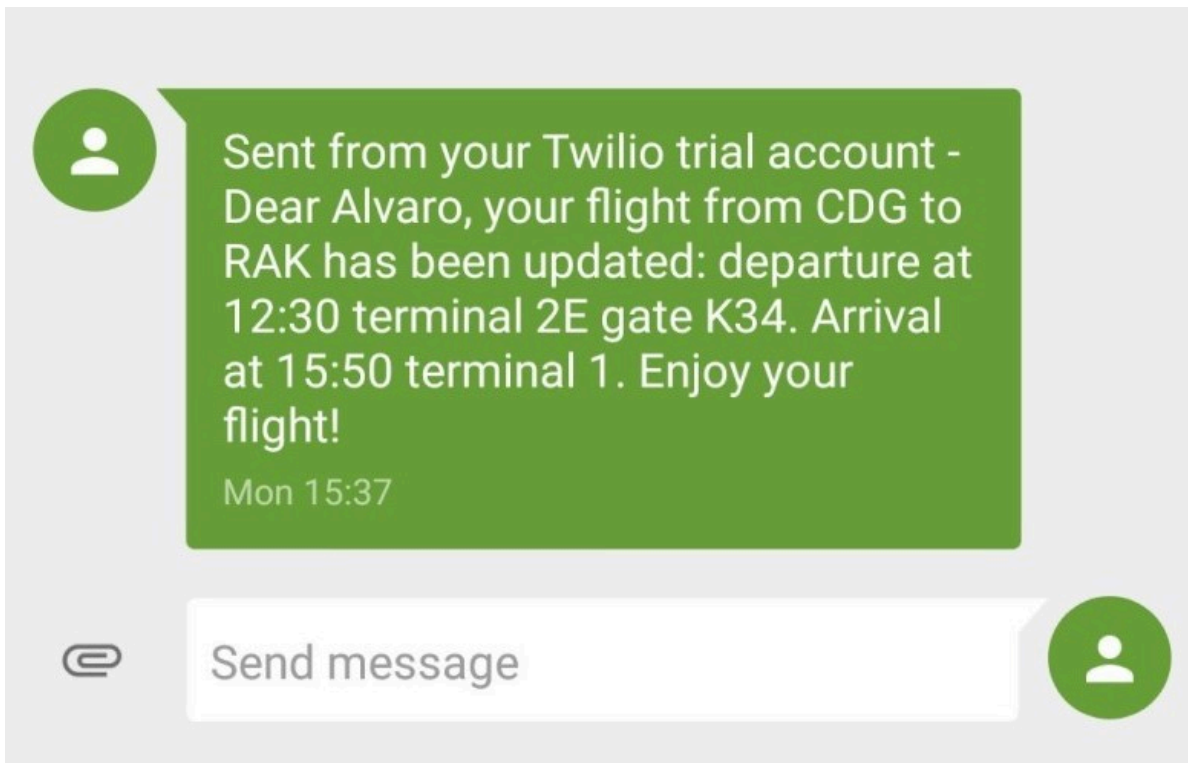 Sent from your Twilio trial account -
Dear Alvaro, your flight from CDG to
RAK has been updated: departure at
12:30 terminal 2E gate K34. Arrival
at 15:50 terminal 1. Enjoy your
flight!
Mon 15:37
Send message